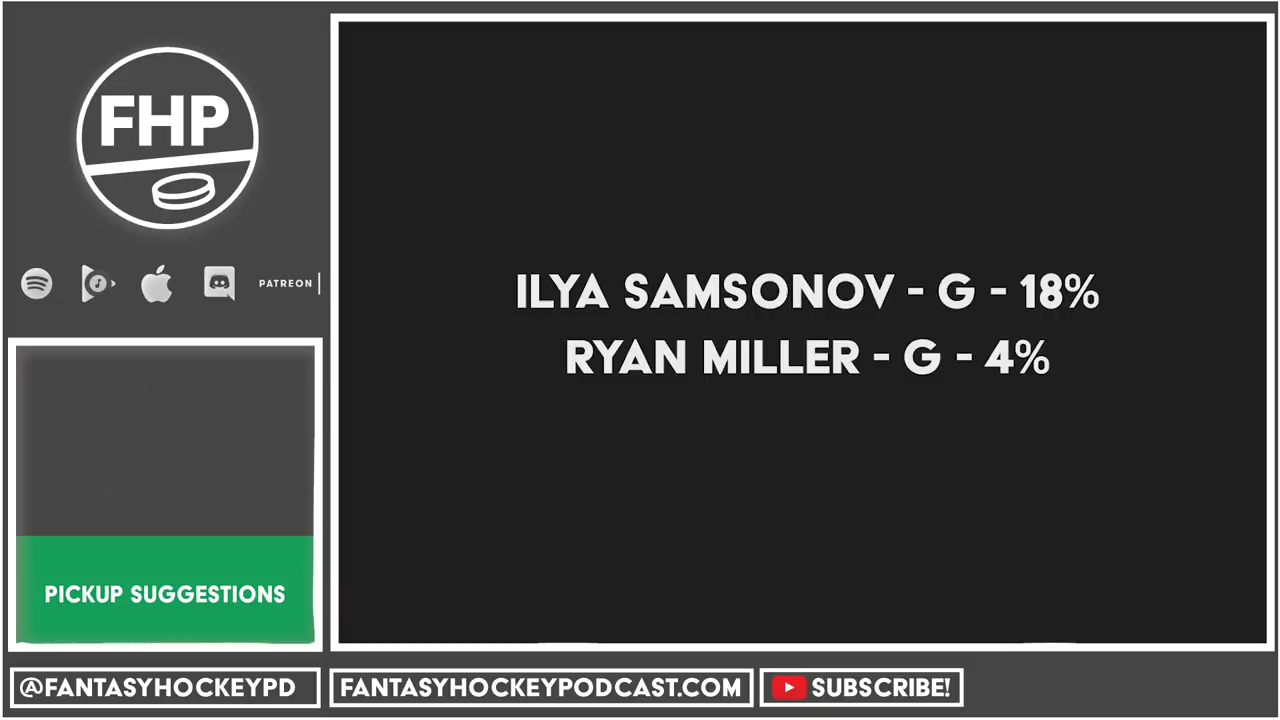 FHP
PATREON
ILYA SAMSONOV - G - 18%
RYAN MILLER - G - 4%
PICKUP SUGGESTIONS
@FANTASYHOCKEYPD
FANTASYHOCKEYPODCAST.COM
SUBSCRIBE!